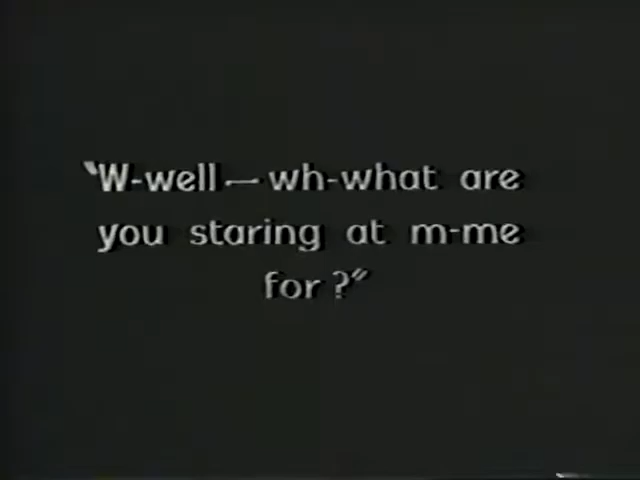 "W-well — wh-what are
you staring at m-me
for?"